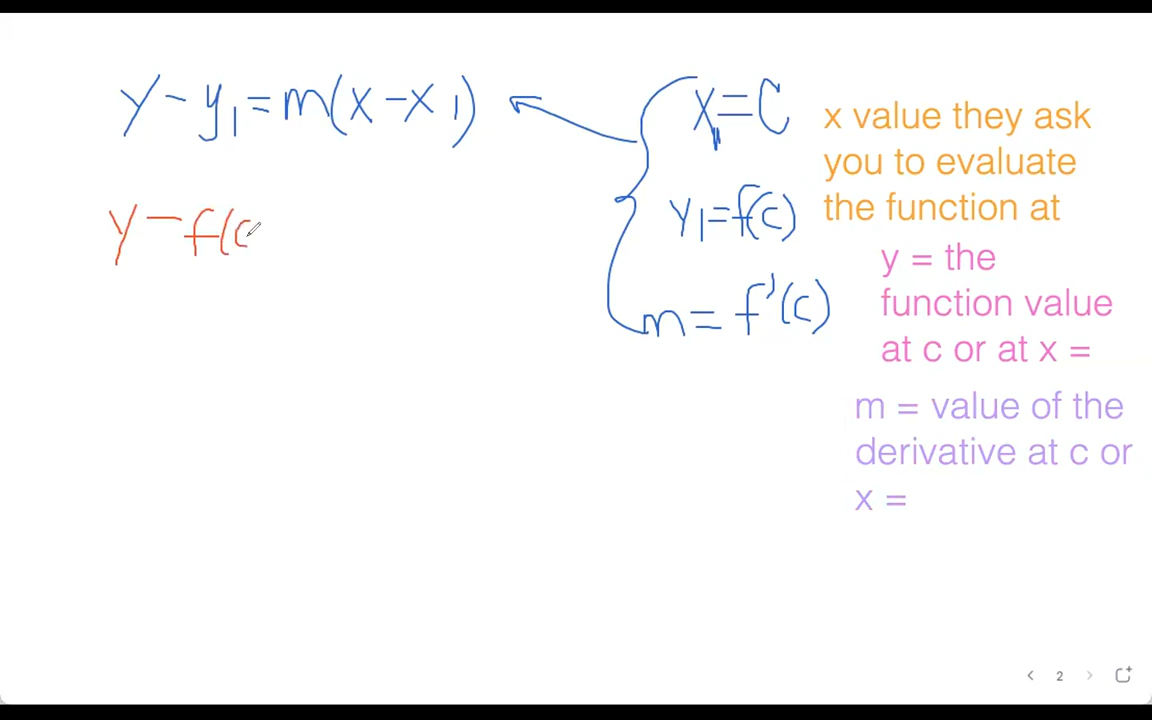 y - y1 = m(x - x1)
x1 = c
x value they ask
you to evaluate
the function at
y - f(c
y1 = f(c)
y = the
function value
at c or at x =
m = f'(c)
m = value of the
derivative at c or
x =
2